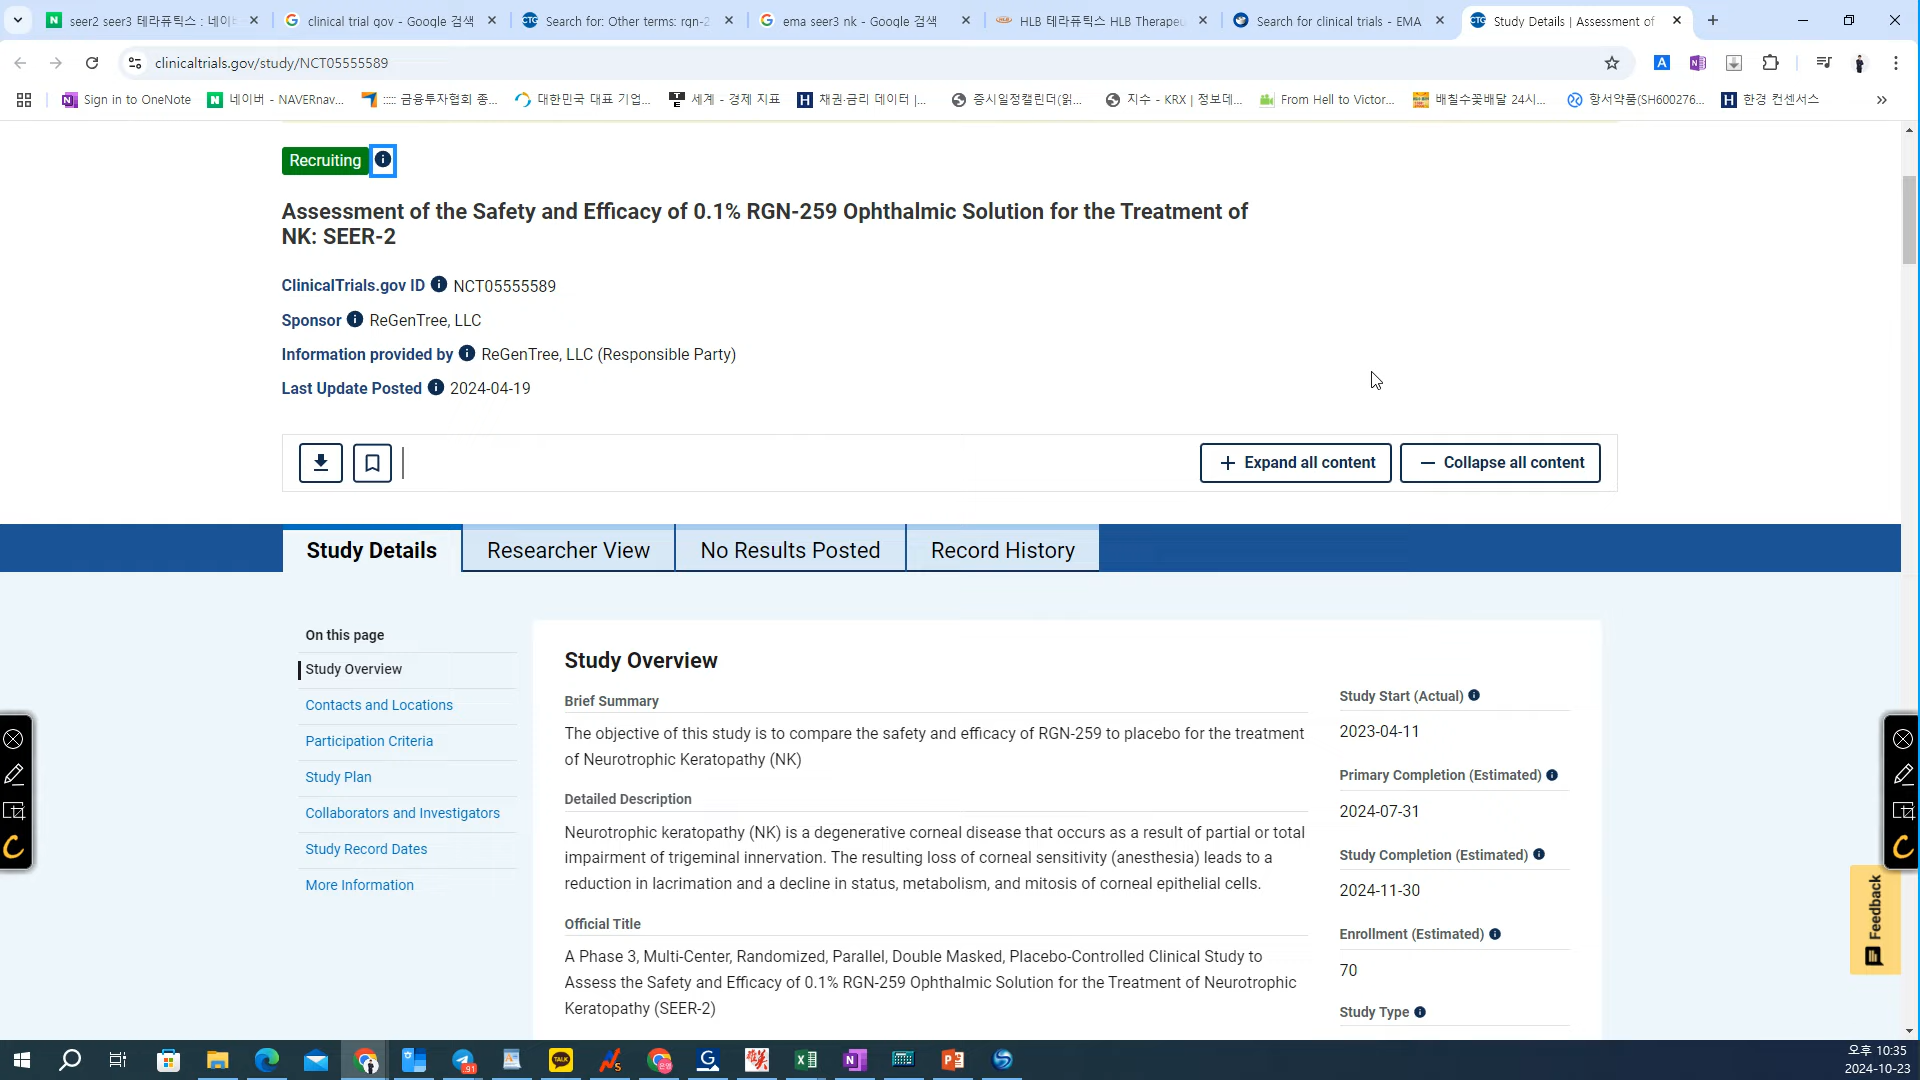 seer2 seer3 테라퓨틱스 : 네이
clinical trial gov - Google 검색
Search for: Other terms: rgn-2
ema seer3 nk - Google 검색
HLB 테라퓨틱스 HLB Therapeu
Search for clinical trials - EMA
Study Details | Assessment of
clinicaltrials.gov/study/NCT05555589
Sign in to OneNote
네이버 - NAVERnav...
::::: 금융투자협회 종...
대한민국 대표 기업...
세계 - 경제 지표
채권·금리 데이터 |...
증시일정캘린더(읽...
지수 - KRX | 정보데...
From Hell to Victor...
배칠수꽃배달 24시...
항서약품(SH600276...
한경 컨센서스
Recruiting
Assessment of the Safety and Efficacy of 0.1% RGN-259 Ophthalmic Solution for the Treatment of
NK: SEER-2
ClinicalTrials.gov ID NCT05555589
Sponsor ReGenTree, LLC
Information provided by ReGenTree, LLC (Responsible Party)
Last Update Posted 2024-04-19
Expand all content
Collapse all content
Study Details
Researcher View
No Results Posted
Record History
On this page
Study Overview
Contacts and Locations
Participation Criteria
Study Plan
Collaborators and Investigators
Study Record Dates
More Information
Study Overview
Brief Summary
The objective of this study is to compare the safety and efficacy of RGN-259 to placebo for the treatment
of Neurotrophic Keratopathy (NK)
Detailed Description
Neurotrophic keratopathy (NK) is a degenerative corneal disease that occurs as a result of partial or total
impairment of trigeminal innervation. The resulting loss of corneal sensitivity (anesthesia) leads to a
reduction in lacrimation and a decline in status, metabolism, and mitosis of corneal epithelial cells.
Official Title
A Phase 3, Multi-Center, Randomized, Parallel, Double Masked, Placebo-Controlled Clinical Study to
Assess the Safety and Efficacy of 0.1% RGN-259 Ophthalmic Solution for the Treatment of Neurotrophic
Keratopathy (SEER-2)
Study Start (Actual)
2023-04-11
Primary Completion (Estimated)
2024-07-31
Study Completion (Estimated)
2024-11-30
Enrollment (Estimated)
70
Study Type
Feedback
오후 10:35
2024-10-23